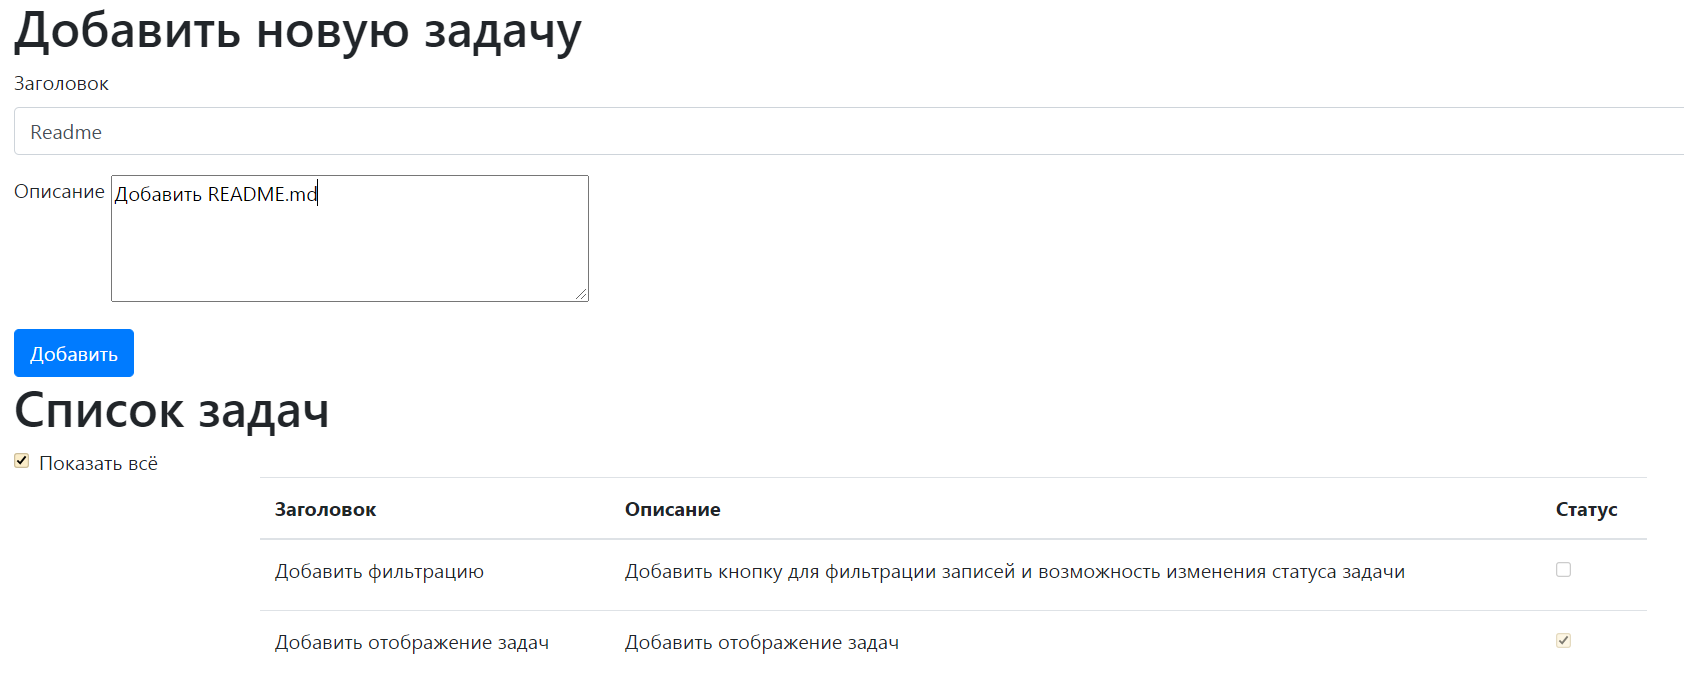 Добавить новую задачу
Заголовок
Readme
Описание Добавить README.md
Добавить
Список задач
Показать всё
Заголовок Описание Статус
Добавить фильтрацию Добавить кнопку для фильтрации записей и возможность изменения статуса задачи
Добавить отображение задач Добавить отображение задач